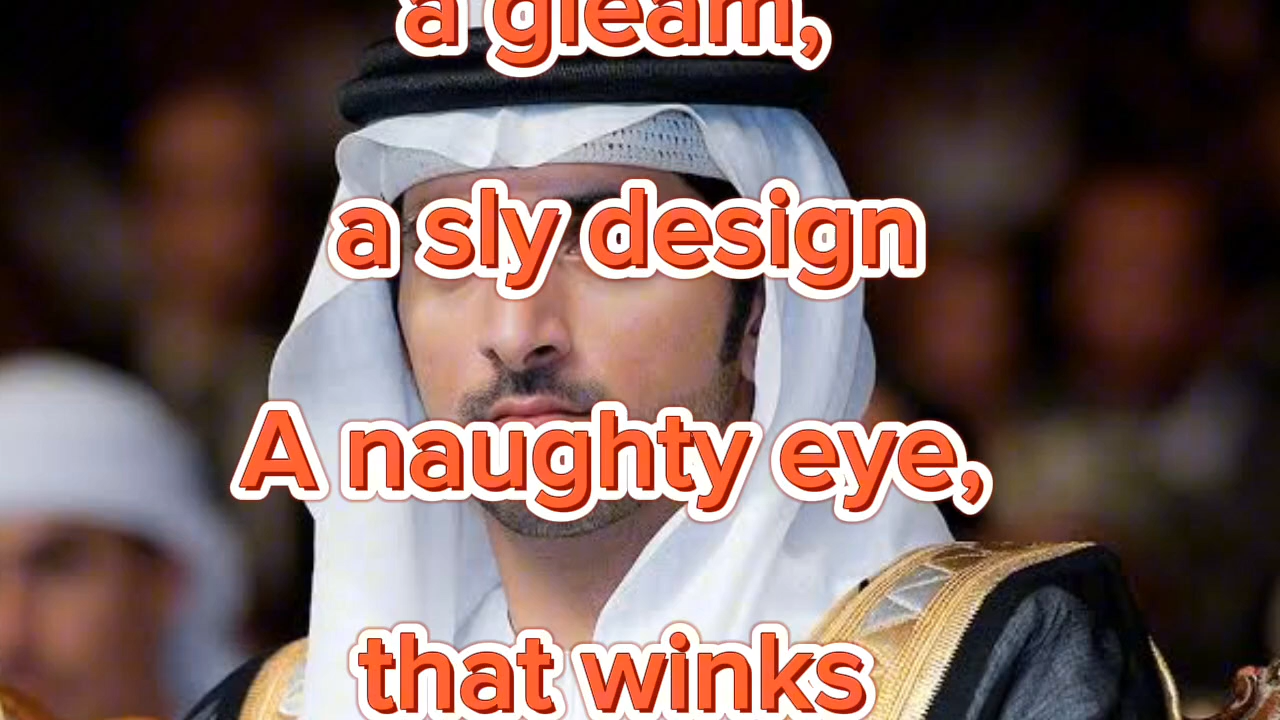 a gleam,
a sly design
A naughty eye,
that winks